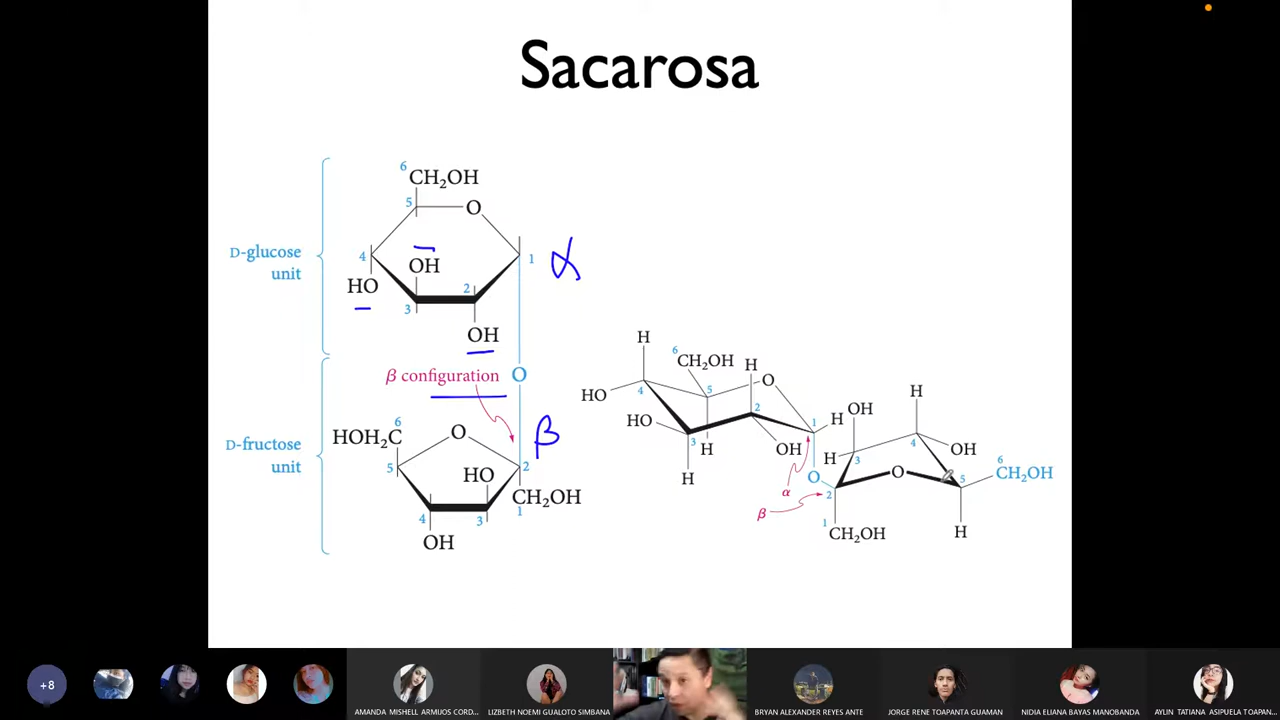 Sacarosa
6
CH₂OH
5
O
D-glucose
unit
4
OH
1
α
HO
2
3
OH
β configuration
O
β
D-fructose
unit
6
HOH₂C
O
5
HO
2
CH₂OH
1
4
3
OH
H
6
CH₂OH
H
O
HO
4
5
2
HO
3
H
OH
1
H
H
α
O
β
2
OH
H
3
H
4
OH
O
5
6
CH₂OH
H
1
CH₂OH
+8
AMANDA MISHELL ARMIJOS CORD...
LIZBETH NOEMI GUALOTO SIMBANA
BRYAN ALEXANDER REYES ANTE
JORGE RENE TOAPANTA GUAMAN
NIDIA ELIANA BAYAS MANOBANDA
AYLIN TATIANA ASIPUELA TOAPAN...